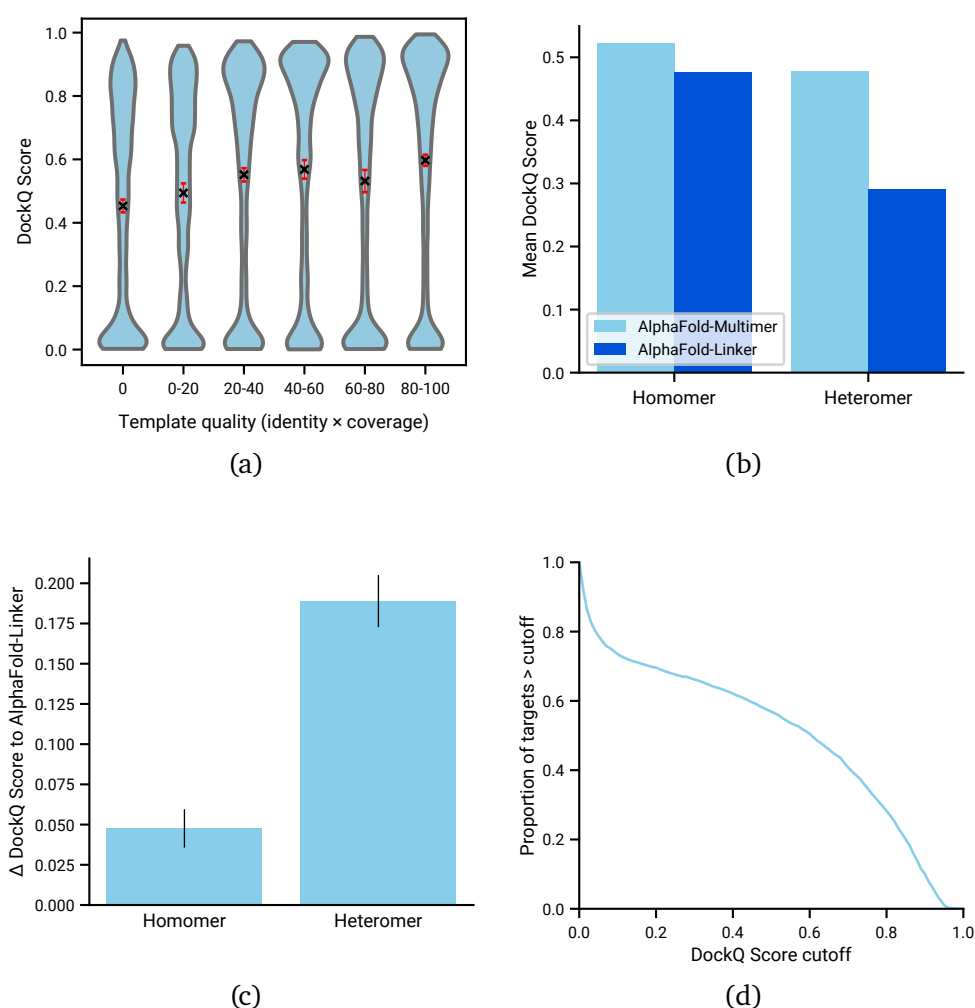 1.0
0.8
0.6
0.4
0.2
0.0
DockQ Score
0
0-20
20-40
40-60
60-80
80-100
Template quality (identity × coverage)
(a)
0.5
0.4
0.3
0.2
0.1
0.0
Mean DockQ Score
AlphaFold-Multimer
AlphaFold-Linker
Homomer
Heteromer
(b)
0.200
0.175
0.150
0.125
0.100
0.075
0.050
0.025
0.000
Δ DockQ Score to AlphaFold-Linker
Homomer
Heteromer
(c)
1.0
0.8
0.6
0.4
0.2
0.0
Proportion of targets > cutoff
0.0
0.2
0.4
0.6
0.8
1.0
DockQ Score cutoff
(d)